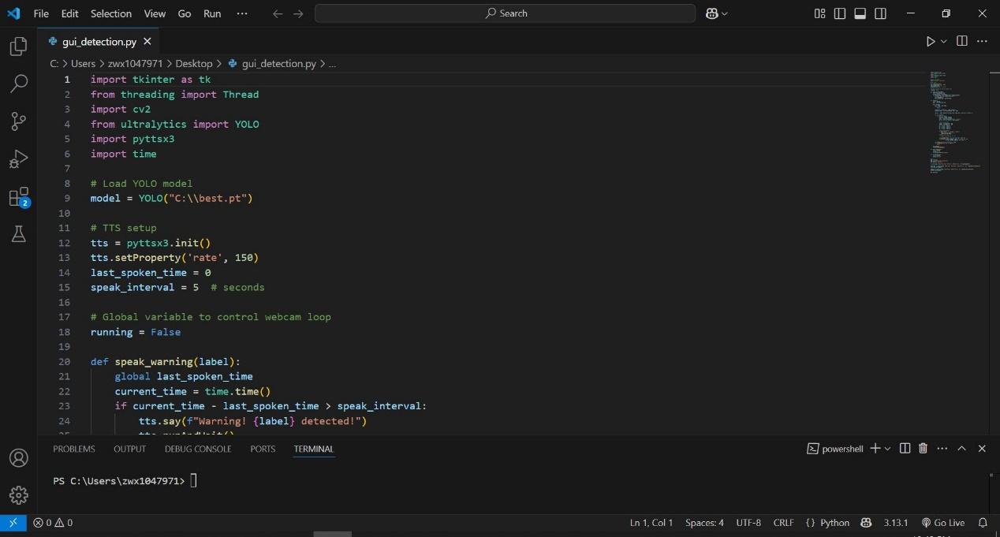 File Edit Selection View Go Run ··· Search
gui_detection.py
C: > Users > zwx1047971 > Desktop > gui_detection.py > ...
1 import tkinter as tk
2 from threading import Thread
3 import cv2
4 from ultralytics import YOLO
5 import pyttsx3
6 import time
7
8 # Load YOLO model
9 model = YOLO("C:\\best.pt")
10
11 # TTS setup
12 tts = pyttsx3.init()
13 tts.setProperty('rate', 150)
14 last_spoken_time = 0
15 speak_interval = 5  # seconds
16
17 # Global variable to control webcam loop
18 running = False
19
20 def speak_warning(label):
21     global last_spoken_time
22     current_time = time.time()
23     if current_time - last_spoken_time > speak_interval:
24         tts.say(f"Warning! {label} detected!")
2
PROBLEMS OUTPUT DEBUG CONSOLE PORTS TERMINAL powershell
PS C:\Users\zwx1047971>
0 0 Ln 1, Col 1 Spaces: 4 UTF-8 CRLF {} Python 3.13.1 Go Live